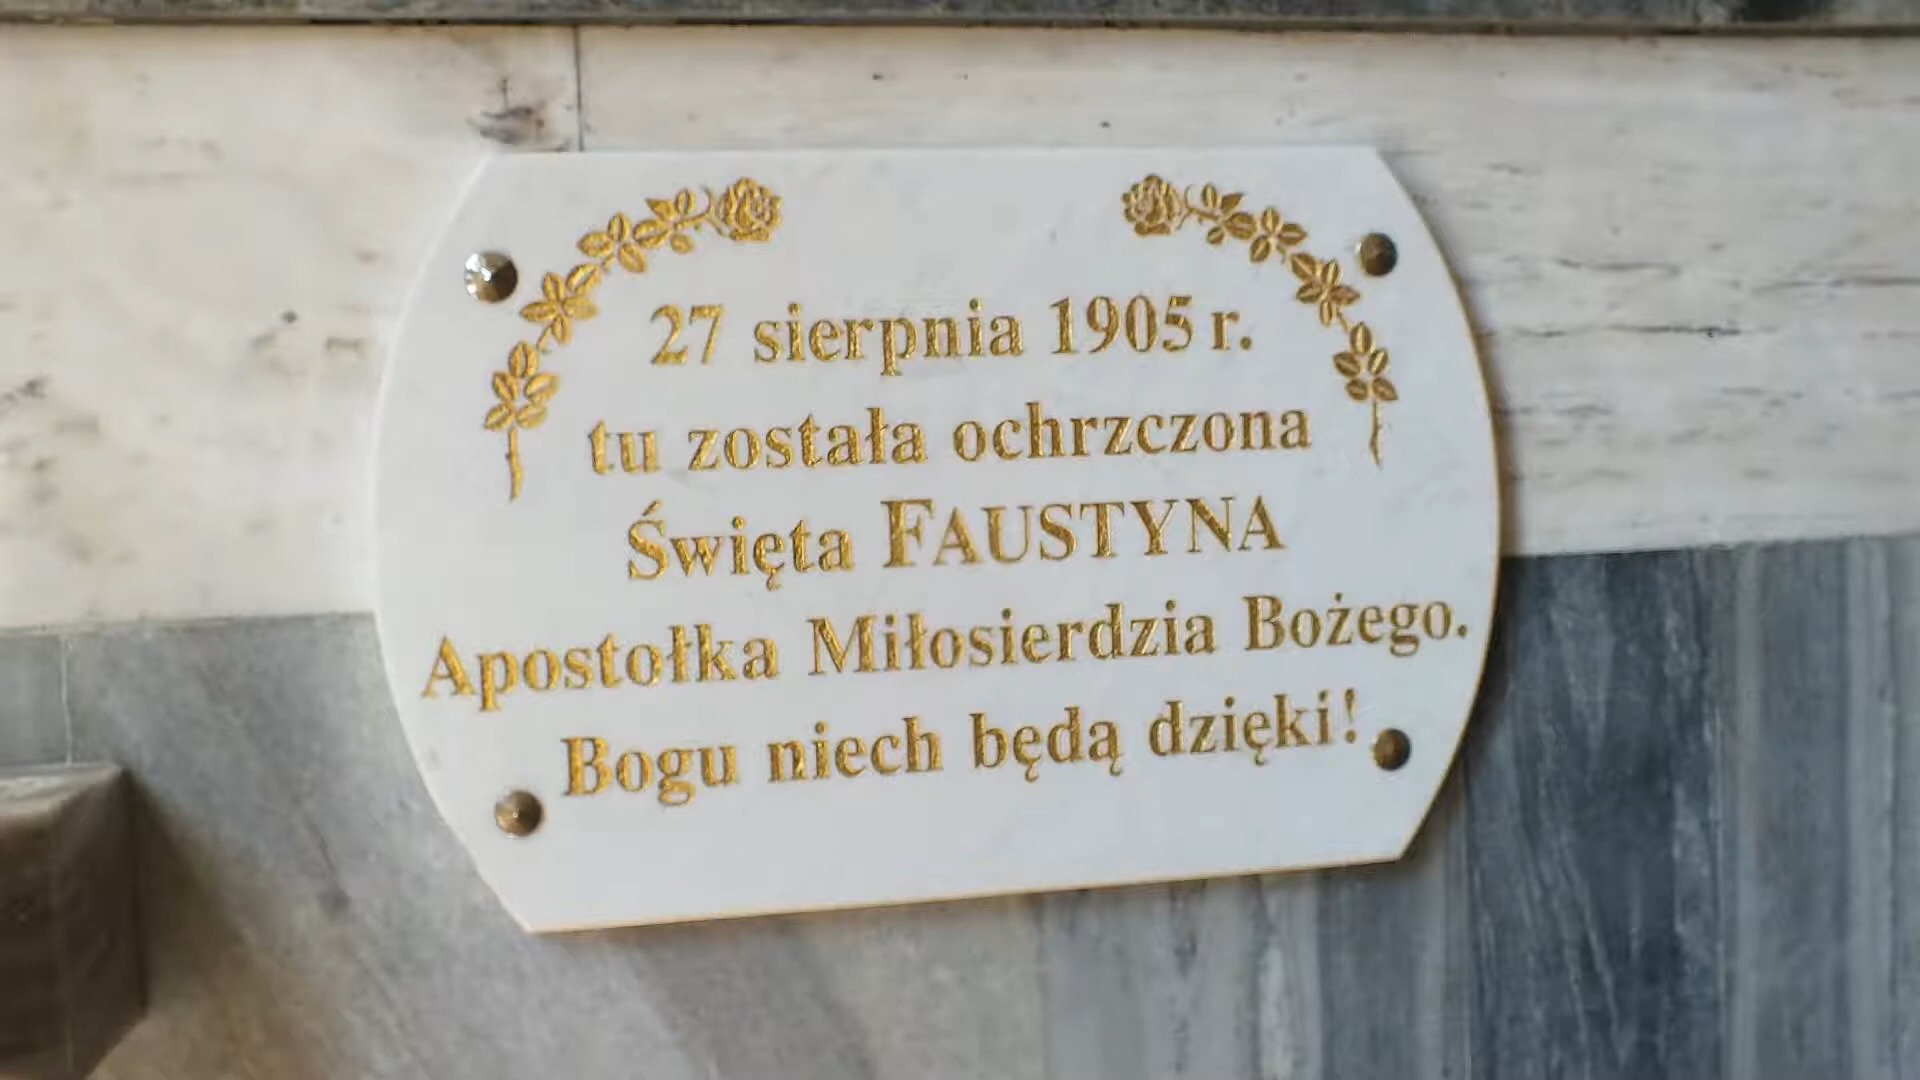 27 sierpnia 1905 r.
tu została ochrzczona
Święta FAUSTYNA
Apostołka Miłosierdzia Bożego.
Bogu niech będą dzięki!